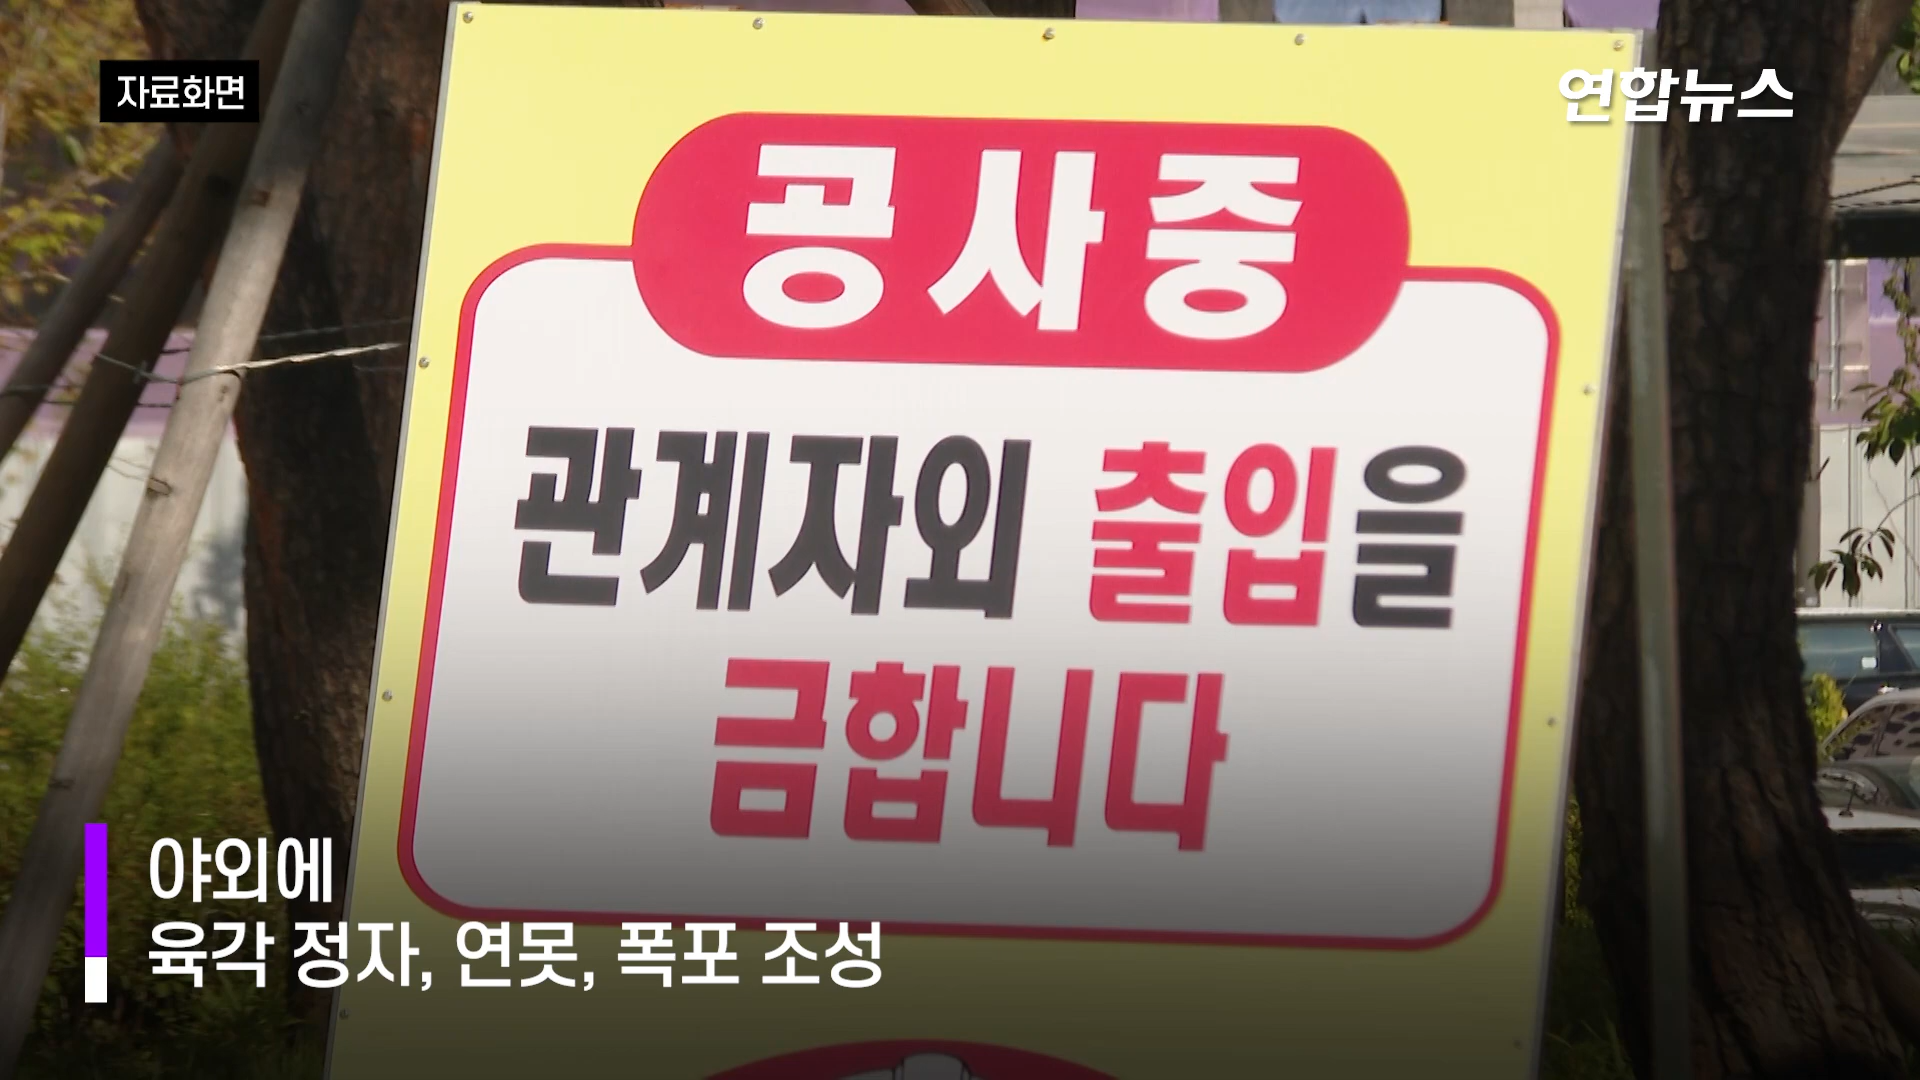 자료화면
연합뉴스
공사중
관계자외 출입을
금합니다
야외에
육각 정자, 연못, 폭포 조성